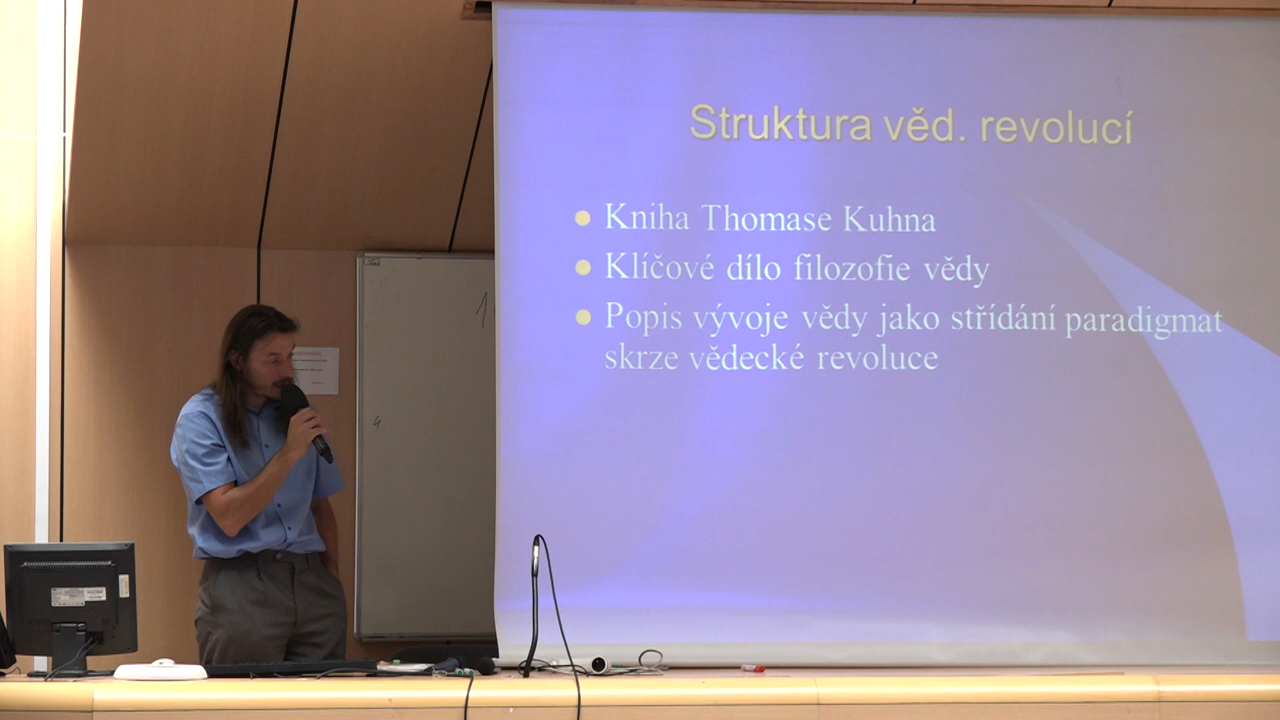 Struktura věd. revolucí
Kniha Thomase Kuhna
Klíčové dílo filozofie vědy
Popis vývoje vědy jako střídání paradigmat
skrze vědecké revoluce